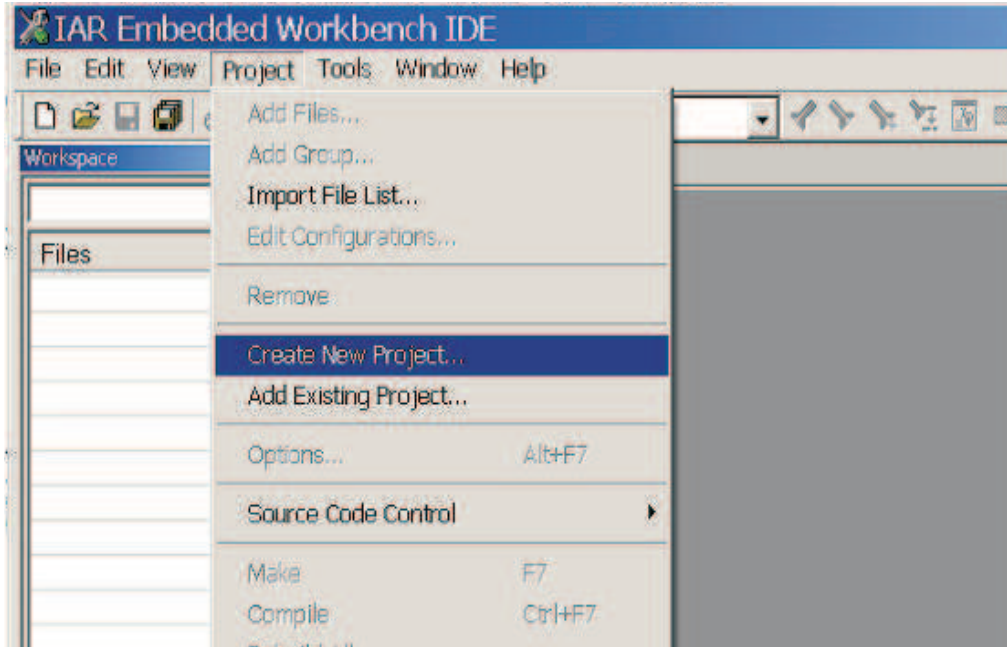 IAR Embedded Workbench IDE
File Edit View Project Tools Window Help
Workspace
Files
Add Files...
Add Group...
Import File List...
Edit Configurations...
Remove
Create New Project...
Add Existing Project...
Options... Alt+F7
Source Code Control
Make F7
Compile Ctrl+F7